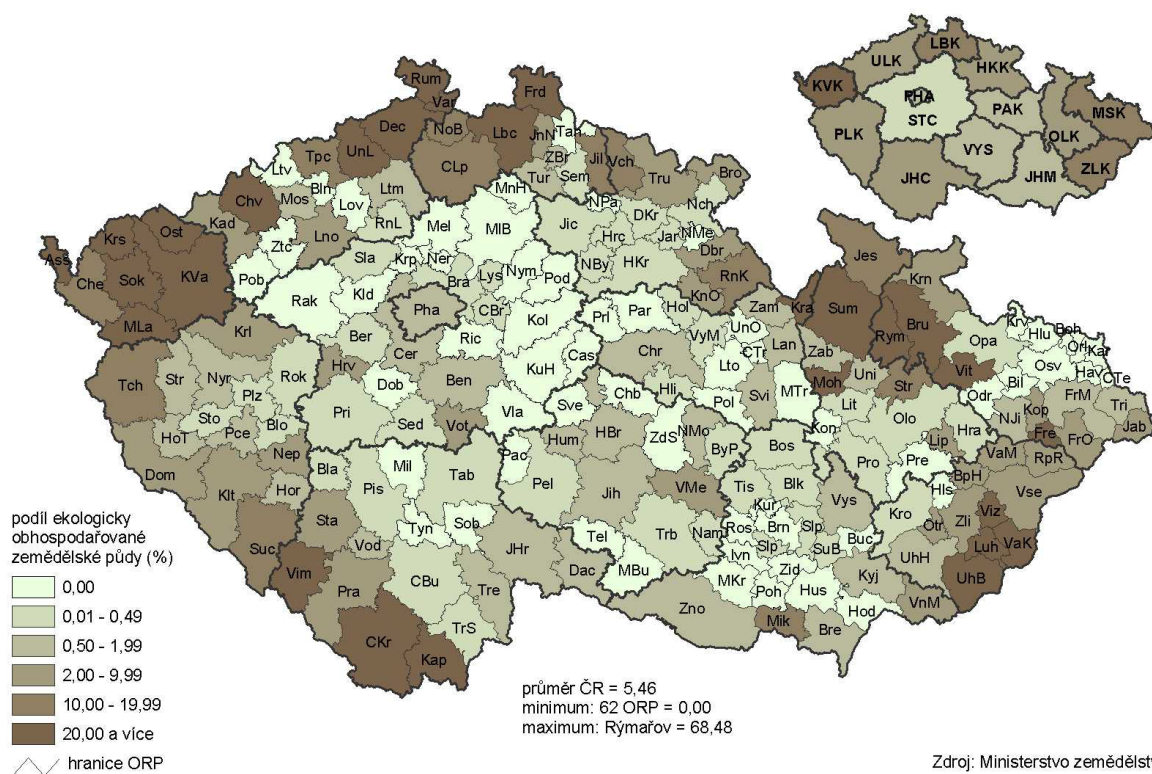 LBK
ULK
HKK
KVK
PHA
STC
PAK
MSK
PLK
OLK
VYS
ZLK
JHC
JHM
Rum
Var
Frd
Dec
NoB
Lbc
JnN
Tan
Tpc
UnL
CLp
ZBr
Jil
Vch
Ltv
Bln
Ltm
Tur
Sem
Tru
Bro
Chv
Mos
Lov
RnL
MnH
NPa
Nch
Kad
Ztc
Lno
Mel
MlB
Jic
DKr
Jar
NMe
Krs
Ost
Ass
Che
Sok
KVa
Pob
Sla
Krp
Ner
Hrc
Dbr
Rak
Kld
Bra
Lys
Nym
Pod
NBy
HKr
RnK
Jes
MLa
Pha
CBr
Kol
Prl
Par
Hol
KnO
Zam
Kra
Sum
Krn
Krl
Ber
Ric
VyM
UnO
Rym
Bru
Tch
Hrv
Cer
KuH
Cas
Chr
Lto
CTr
Lan
Zab
Opa
Krv
Hlu
Boh
Str
Nyr
Rok
Dob
Ben
Moh
Uni
Str
Vit
Orl
Kar
Osv
Hav
CTe
Plz
Sto
Pri
Vla
Sve
Chb
Hli
Pol
Svi
MTr
Lit
Olo
Bil
Odr
FrM
HoT
Pce
Blo
Sed
Vot
Kon
NJi
Kop
Tri
Jab
Nep
Hum
HBr
ZdS
NMo
ByP
Bos
Hra
Fre
FrO
Dom
Klt
Hor
Bla
Mil
Tab
Pac
Pel
Pro
Pre
Lip
VaM
RpR
Pis
Jih
VMe
Tis
Blk
Vys
Hls
BpH
Vse
Sta
Tyn
Sob
Tel
Trb
Nam
Kur
Ros
Brn
Slp
Kro
Otr
Zli
Viz
Suc
Vod
JHr
MBu
Ivn
Slp
SuB
Buc
UhH
Luh
VaK
Vim
Pra
CBu
Tre
Dac
MKr
Zid
Kyj
UhB
Zno
Poh
Hus
Hod
VnM
CKr
TrS
Mik
Bre
Kap
podíl ekologicky
obhospodařované
zemědělské půdy (%)
0,00
0,01 - 0,49
0,50 - 1,99
2,00 - 9,99
10,00 - 19,99
20,00 a více
hranice ORP
průměr ČR = 5,46
minimum: 62 ORP = 0,00
maximum: Rýmařov = 68,48
Zdroj: Ministerstvo zemědělst